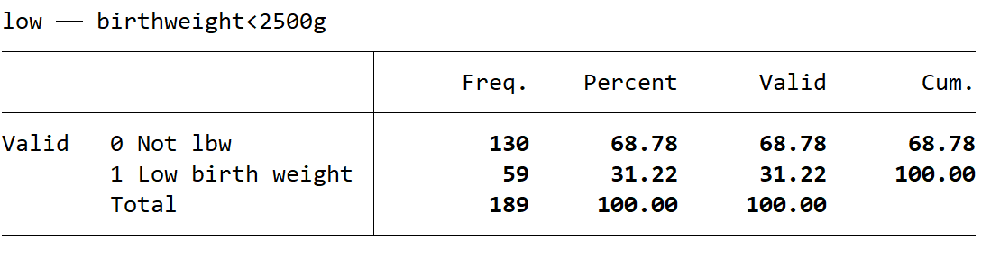 low — birthweight<2500g
Freq. Percent Valid Cum.
Valid 0 Not lbw 130 68.78 68.78 68.78
1 Low birth weight 59 31.22 31.22 100.00
Total 189 100.00 100.00